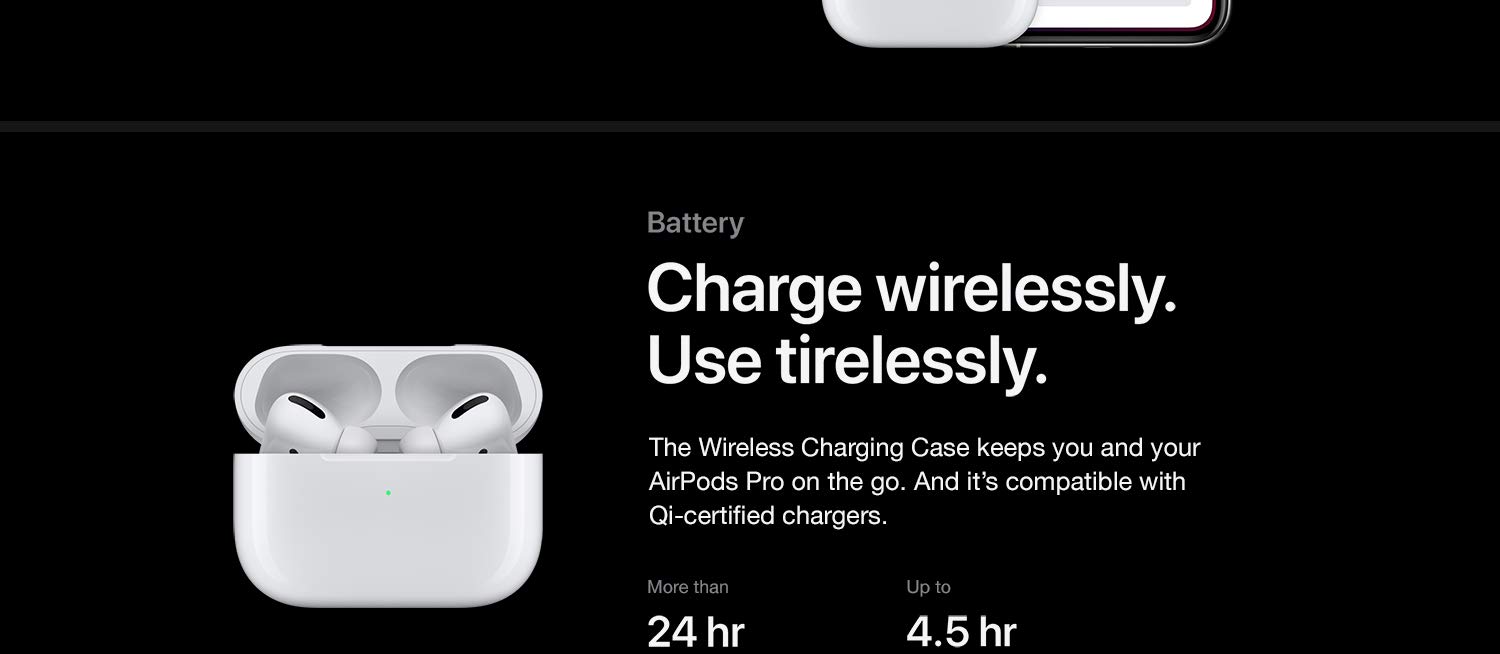 Battery
Charge wirelessly.
Use tirelessly.
The Wireless Charging Case keeps you and your
AirPods Pro on the go. And it’s compatible with
Qi-certified chargers.
More than
Up to
24 hr
4.5 hr